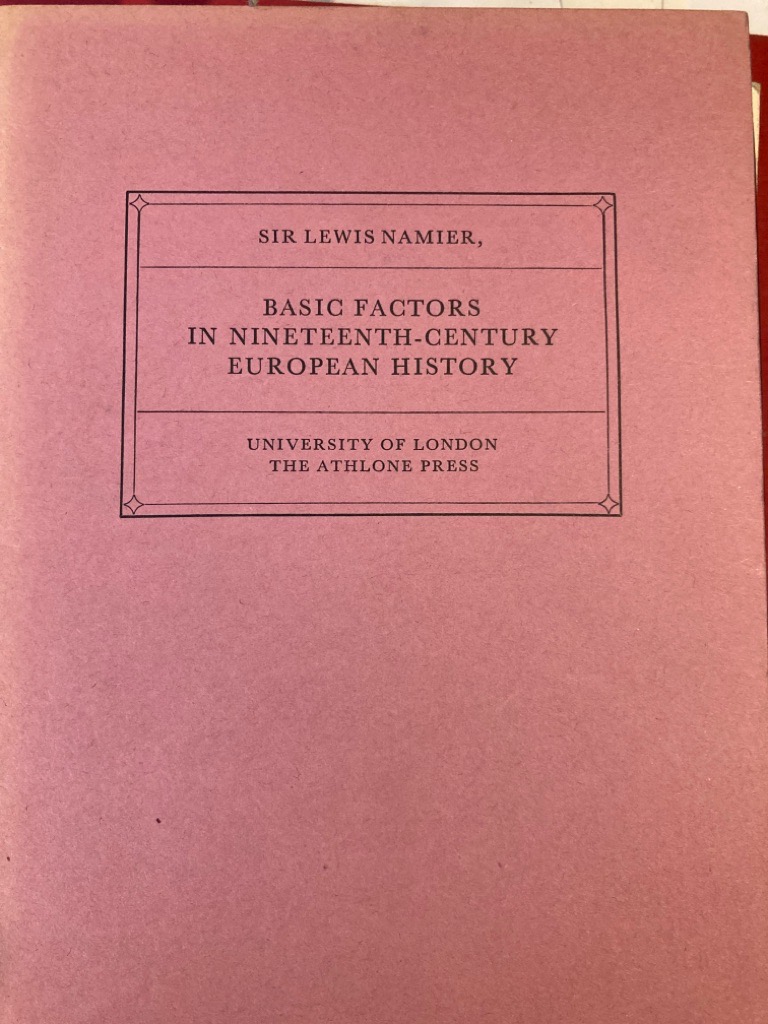 SIR LEWIS NAMIER,
BASIC FACTORS
IN NINETEENTH-CENTURY
EUROPEAN HISTORY
UNIVERSITY OF LONDON
THE ATHLONE PRESS